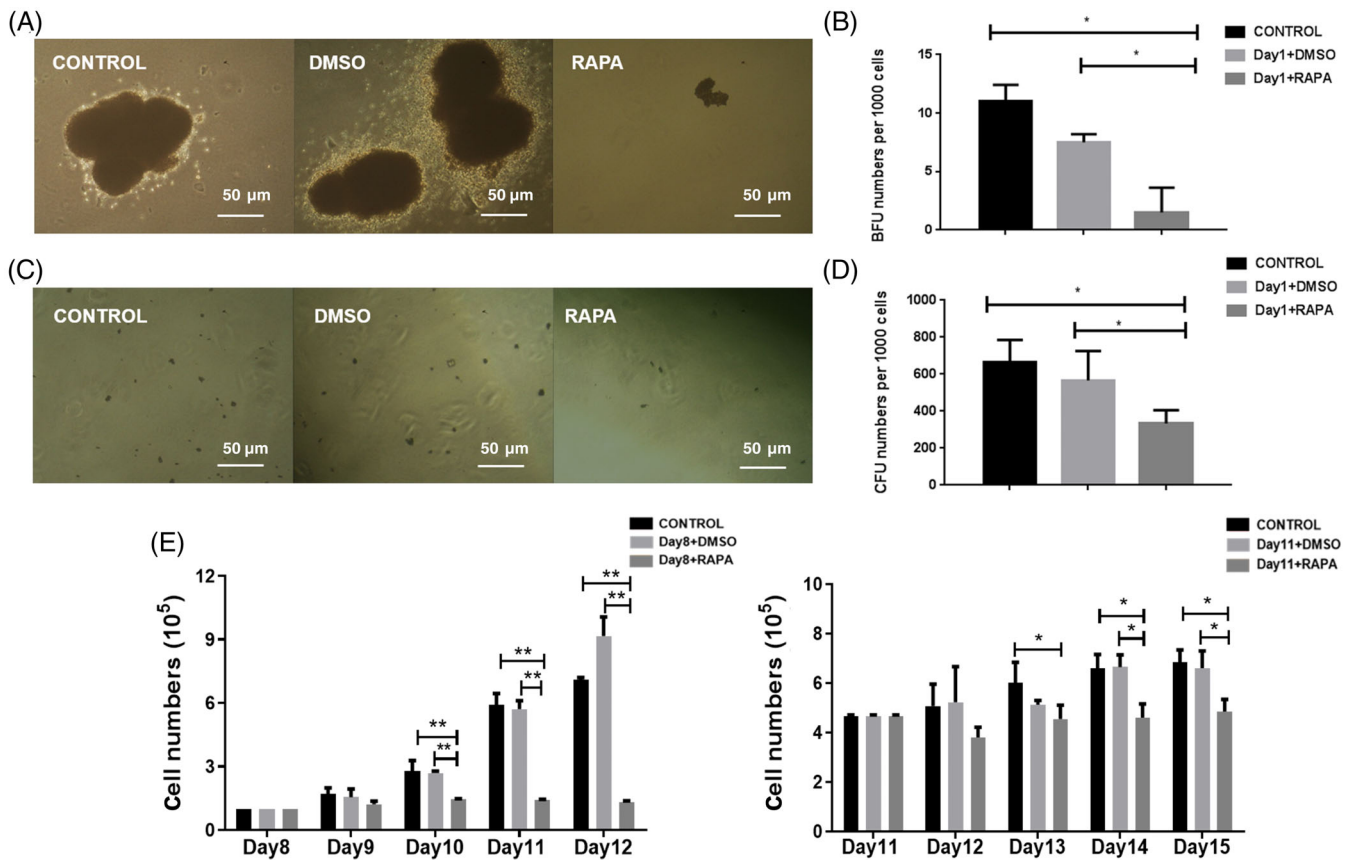 (A)
CONTROL
DMSO
RAPA
50 µm
50 µm
50 µm
(B)
*
*
CONTROL
Day1+DMSO
Day1+RAPA
15
10
5
0
BFU numbers per 1000 cells
(C)
CONTROL
DMSO
RAPA
50 µm
50 µm
50 µm
(D)
*
*
CONTROL
Day1+DMSO
Day1+RAPA
1000
800
600
400
200
0
CFU numbers per 1000 cells
(E)
CONTROL
Day8+DMSO
Day8+RAPA
12
9
6
3
0
Cell numbers (10⁵)
**
**
**
**
**
**
Day8 Day9 Day10 Day11 Day12
CONTROL
Day11+DMSO
Day11+RAPA
10
8
6
4
2
0
Cell numbers (10⁵)
*
*
*
*
*
Day11 Day12 Day13 Day14 Day15